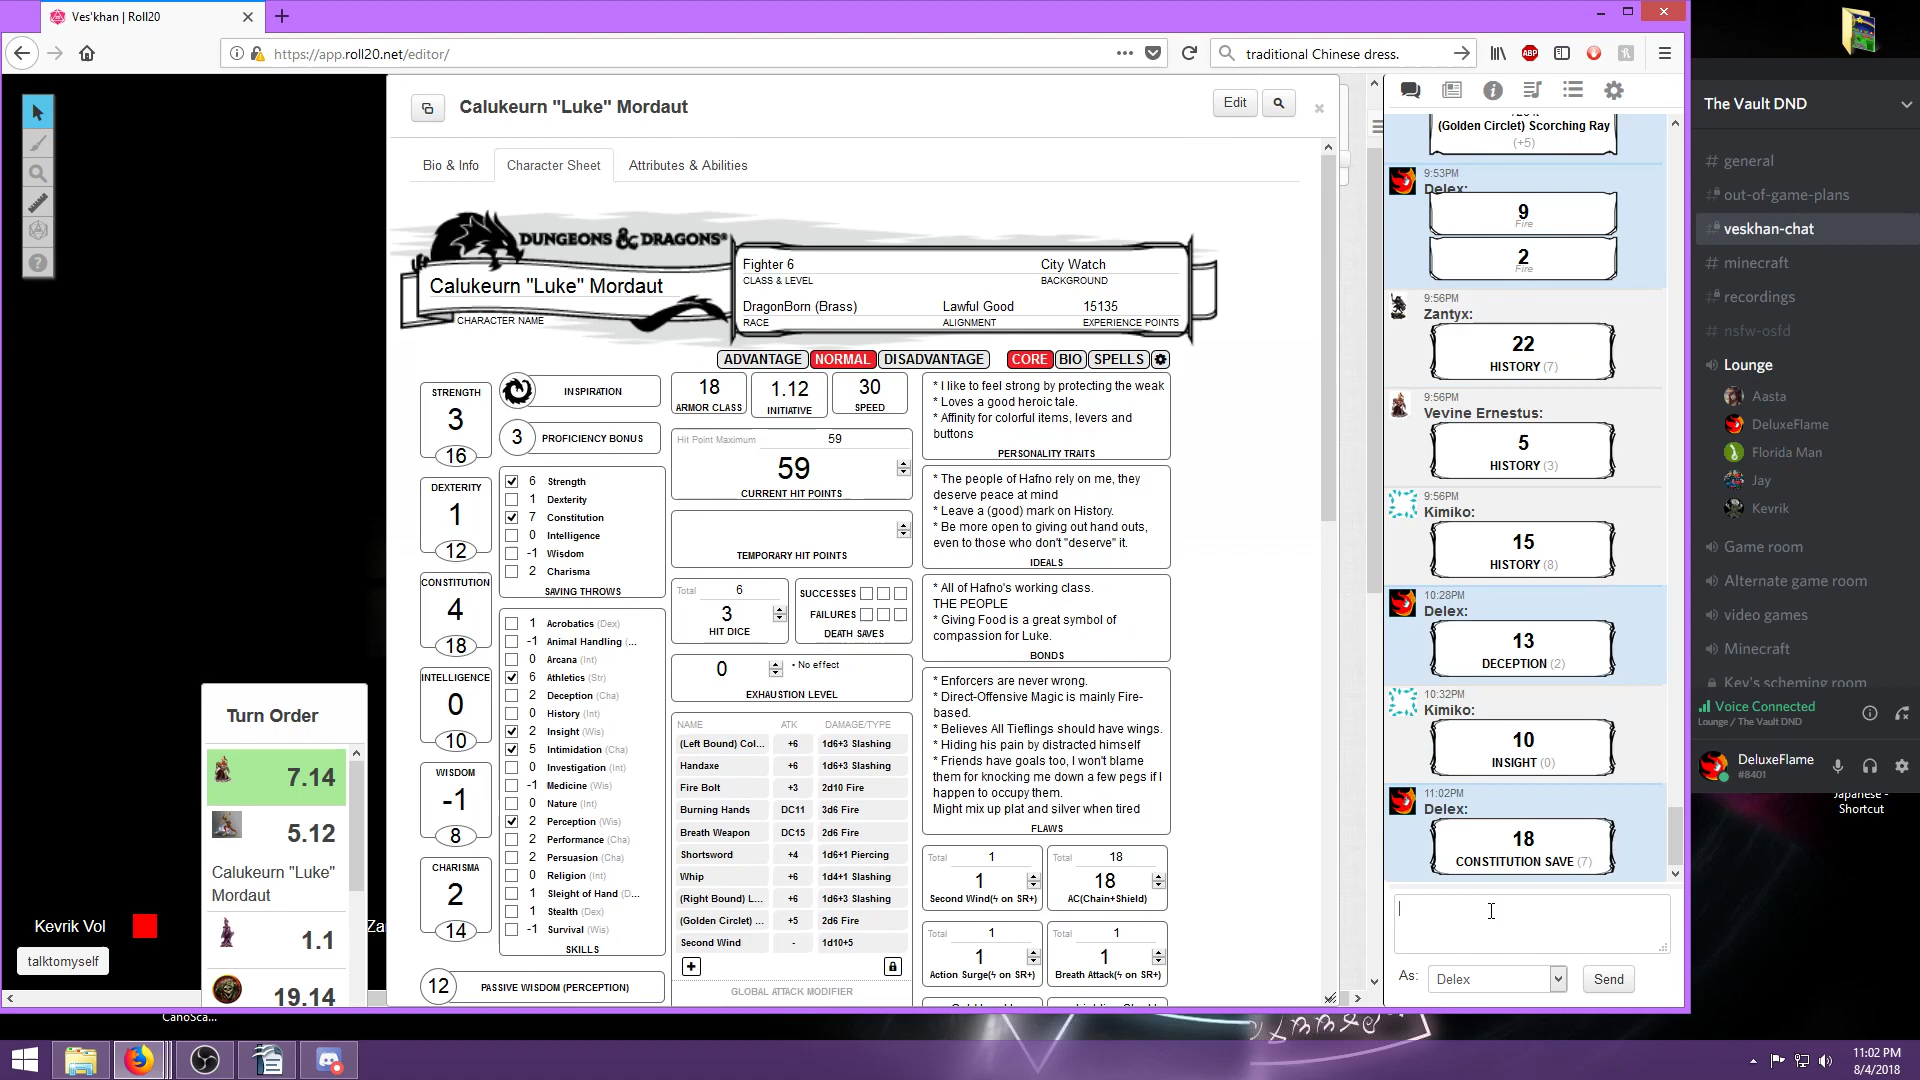 Ves'khan | Roll20
https://app.roll20.net/editor/
traditional Chinese dress.
Calukeurn "Luke" Mordaut
Edit
Bio & Info
Character Sheet
Attributes & Abilities
DUNGEONS & DRAGONS®
Calukeurn "Luke" Mordaut
CHARACTER NAME
Fighter 6
City Watch
CLASS & LEVEL
BACKGROUND
DragonBorn (Brass)
Lawful Good
15135
RACE
ALIGNMENT
EXPERIENCE POINTS
ADVANTAGE
NORMAL
DISADVANTAGE
CORE
BIO
SPELLS
STRENGTH
3
16
DEXTERITY
1
12
CONSTITUTION
4
18
INTELLIGENCE
0
10
WISDOM
-1
8
CHARISMA
2
14
INSPIRATION
3
PROFICIENCY BONUS
6 Strength
1 Dexterity
7 Constitution
0 Intelligence
-1 Wisdom
2 Charisma
SAVING THROWS
1 Acrobatics (Dex)
-1 Animal Handling (...
0 Arcana (Int)
6 Athletics (Str)
2 Deception (Cha)
0 History (Int)
2 Insight (Wis)
5 Intimidation (Cha)
0 Investigation (Int)
-1 Medicine (Wis)
0 Nature (Int)
2 Perception (Wis)
2 Performance (Cha)
2 Persuasion (Cha)
0 Religion (Int)
1 Sleight of Hand (D...
1 Stealth (Dex)
-1 Survival (Wis)
SKILLS
12
PASSIVE WISDOM (PERCEPTION)
18
ARMOR CLASS
1.12
INITIATIVE
30
SPEED
Hit Point Maximum
59
59
CURRENT HIT POINTS
TEMPORARY HIT POINTS
Total
6
3
HIT DICE
SUCCESSES
FAILURES
DEATH SAVES
0
• No effect
EXHAUSTION LEVEL
NAME ATK DAMAGE/TYPE
(Left Bound) Col... +6 1d6+3 Slashing
Handaxe +6 1d6+3 Slashing
Fire Bolt +3 2d10 Fire
Burning Hands DC11 3d6 Fire
Breath Weapon DC15 2d6 Fire
Shortsword +4 1d6+1 Piercing
Whip +6 1d4+1 Slashing
(Right Bound) L... +6 1d6+3 Slashing
(Golden Circlet) ... +5 2d6 Fire
Second Wind - 1d10+5
GLOBAL ATTACK MODIFIER
* I like to feel strong by protecting the weak
* Loves a good heroic tale.
* Affinity for colorful items, levers and
buttons
PERSONALITY TRAITS
* The people of Hafno rely on me, they
deserve peace at mind
* Leave a (good) mark on History.
* Be more open to giving out hand outs,
even to those who don't "deserve" it.
IDEALS
* All of Hafno's working class.
THE PEOPLE
* Giving Food is a great symbol of
compassion for Luke.
BONDS
* Enforcers are never wrong.
* Direct-Offensive Magic is mainly Fire-
based.
* Believes All Tieflings should have wings.
* Hiding his pain by distracted himself
* Friends have goals too, I won't blame
them for knocking me down a few pegs if I
happen to occupy them.
Might mix up plat and silver when tired
FLAWS
Total
1
1
Second Wind(ϟ on SR+)
Total
18
18
AC(Chain+Shield)
1
1
Action Surge(ϟ on SR+)
1
1
Breath Attack(ϟ on SR+)
Turn Order
7.14
5.12
Calukeurn "Luke"
Mordaut
1.1
19.14
Kevrik Vol
Za
talktomyself
(Golden Circlet) Scorching Ray
(+5)
9:53PM
Delex:
9
Fire
2
Fire
9:56PM
Zantyx:
22
HISTORY (7)
9:56PM
Vevine Ernestus:
5
HISTORY (3)
9:56PM
Kimiko:
15
HISTORY (8)
10:28PM
Delex:
13
DECEPTION (2)
10:32PM
Kimiko:
10
INSIGHT (0)
11:02PM
Delex:
18
CONSTITUTION SAVE (7)
As:
Delex
Send
The Vault DND
general
out-of-game-plans
veskhan-chat
minecraft
recordings
nsfw-osfd
Lounge
Aasta
DeluxeFlame
Florida Man
Jay
Kevrik
Game room
Alternate game room
video games
Minecraft
Kev's scheming room
Voice Connected
Lounge / The Vault DND
DeluxeFlame
#8401
Japanese -
Shortcut
CanoSca...
11:02 PM
8/4/2018